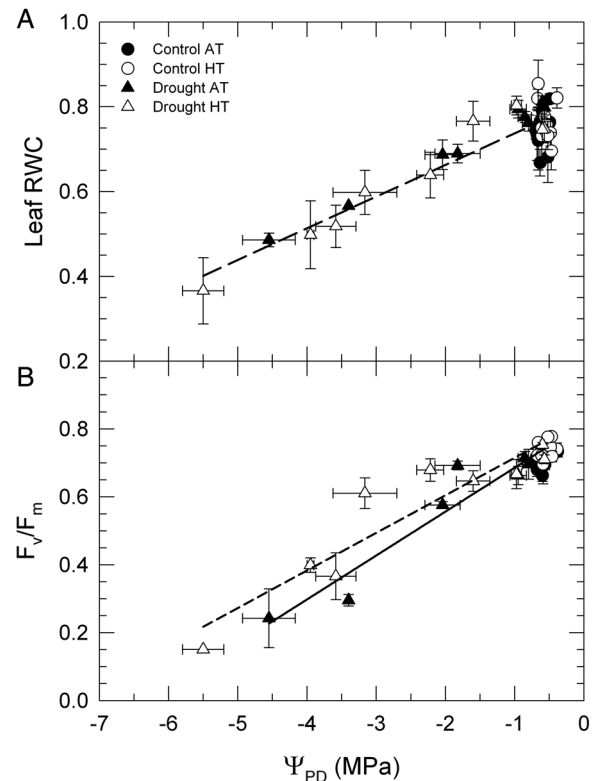 A
1.0
Control AT
Control HT
Drought AT
Drought HT
0.8
0.6
0.4
0.2
Leaf RWC
B
0.8
0.6
0.4
0.2
0.0
Fv/Fm
-7 -6 -5 -4 -3 -2 -1 0
ΨPD (MPa)